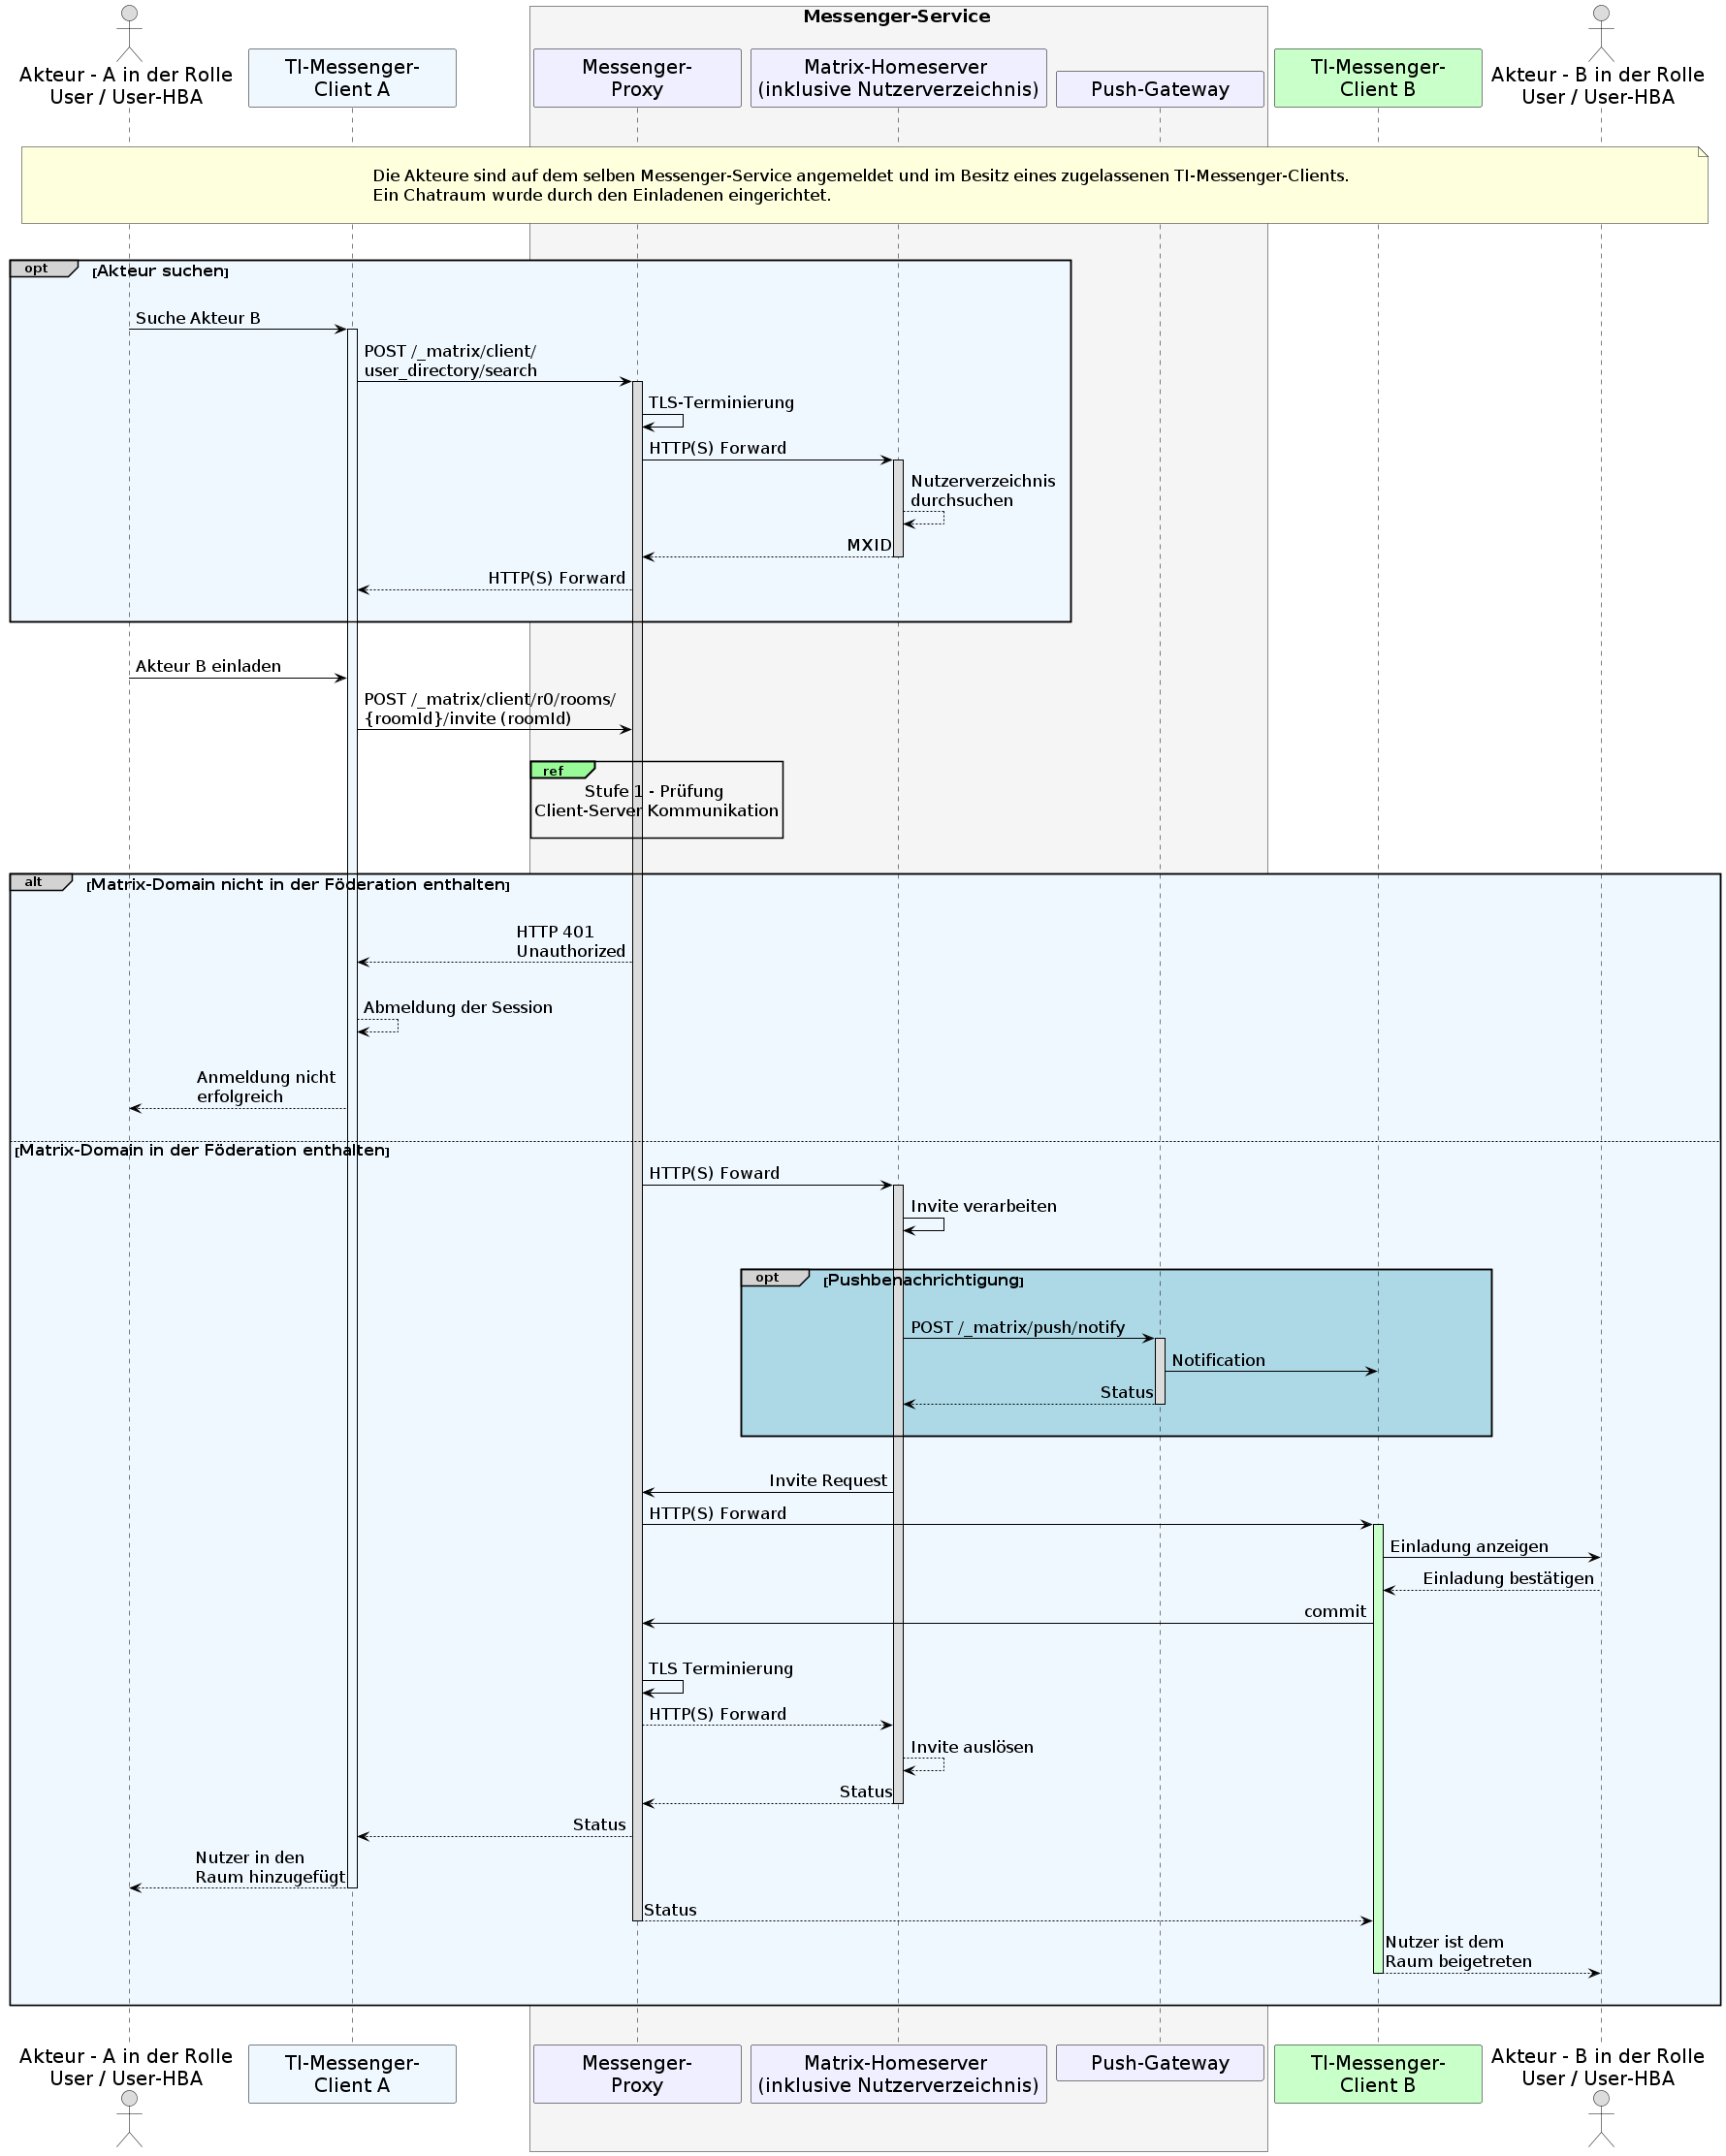 Messenger-Service
Akteur - A in der Rolle
User / User-HBA
TI-Messenger-
Client A
Messenger-
Proxy
Matrix-Homeserver
(inklusive Nutzerverzeichnis)
Push-Gateway
TI-Messenger-
Client B
Akteur - B in der Rolle
User / User-HBA
Die Akteure sind auf dem selben Messenger-Service angemeldet und im Besitz eines zugelassenen TI-Messenger-Clients.
Ein Chatraum wurde durch den Einladenen eingerichtet.
opt [Akteur suchen]
Suche Akteur B
POST /_matrix/client/
user_directory/search
TLS-Terminierung
HTTP(S) Forward
Nutzerverzeichnis
durchsuchen
MXID
HTTP(S) Forward
Akteur B einladen
POST /_matrix/client/r0/rooms/
{roomId}/invite (roomId)
ref
Stufe 1 - Prüfung
Client-Server Kommunikation
alt [Matrix-Domain nicht in der Föderation enthalten]
HTTP 401
Unauthorized
Abmeldung der Session
Anmeldung nicht
erfolgreich
[Matrix-Domain in der Föderation enthalten]
HTTP(S) Foward
Invite verarbeiten
opt [Pushbenachrichtigung]
POST /_matrix/push/notify
Notification
Status
Invite Request
HTTP(S) Forward
Einladung anzeigen
Einladung bestätigen
commit
TLS Terminierung
HTTP(S) Forward
Invite auslösen
Status
Status
Nutzer in den
Raum hinzugefügt
Status
Nutzer ist dem
Raum beigetreten
Akteur - A in der Rolle
User / User-HBA
TI-Messenger-
Client A
Messenger-
Proxy
Matrix-Homeserver
(inklusive Nutzerverzeichnis)
Push-Gateway
TI-Messenger-
Client B
Akteur - B in der Rolle
User / User-HBA